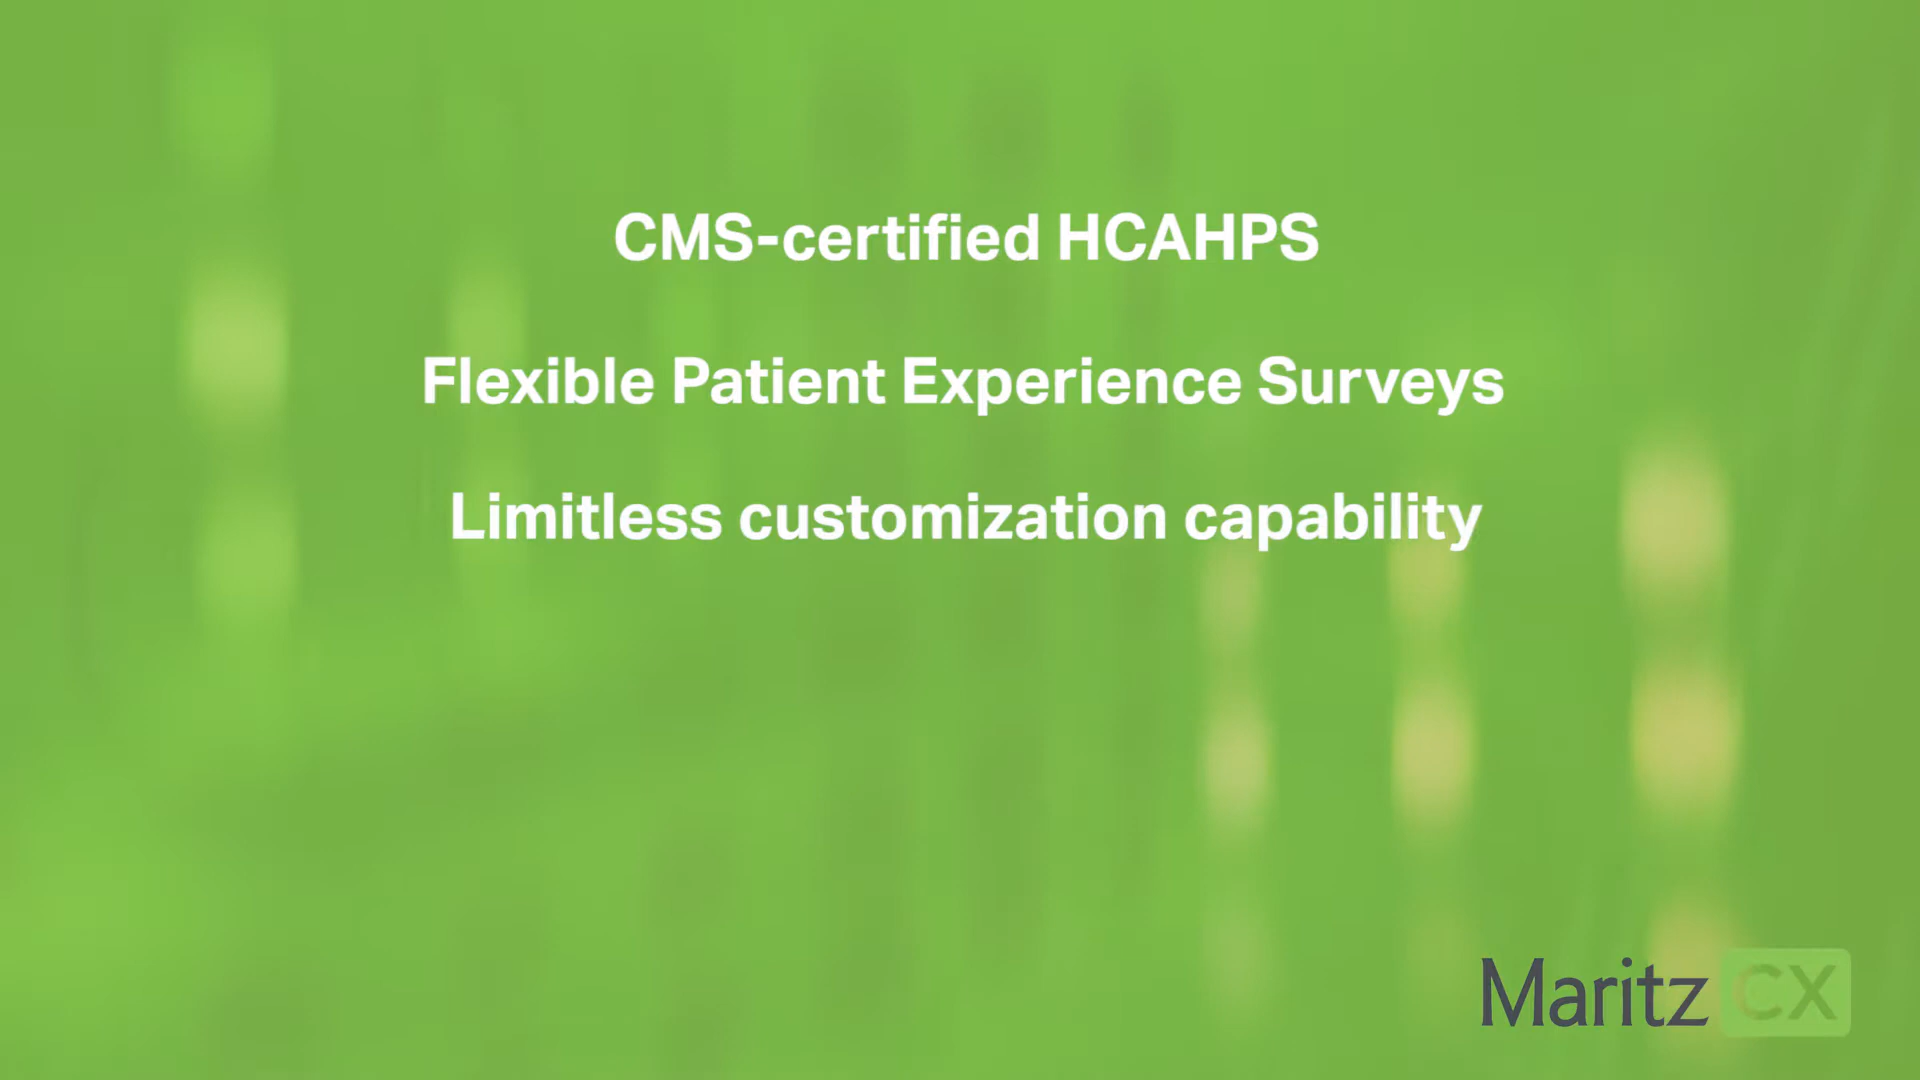 CMS-certified HCAHPS
Flexible Patient Experience Surveys
Limitless customization capability
Maritz CX